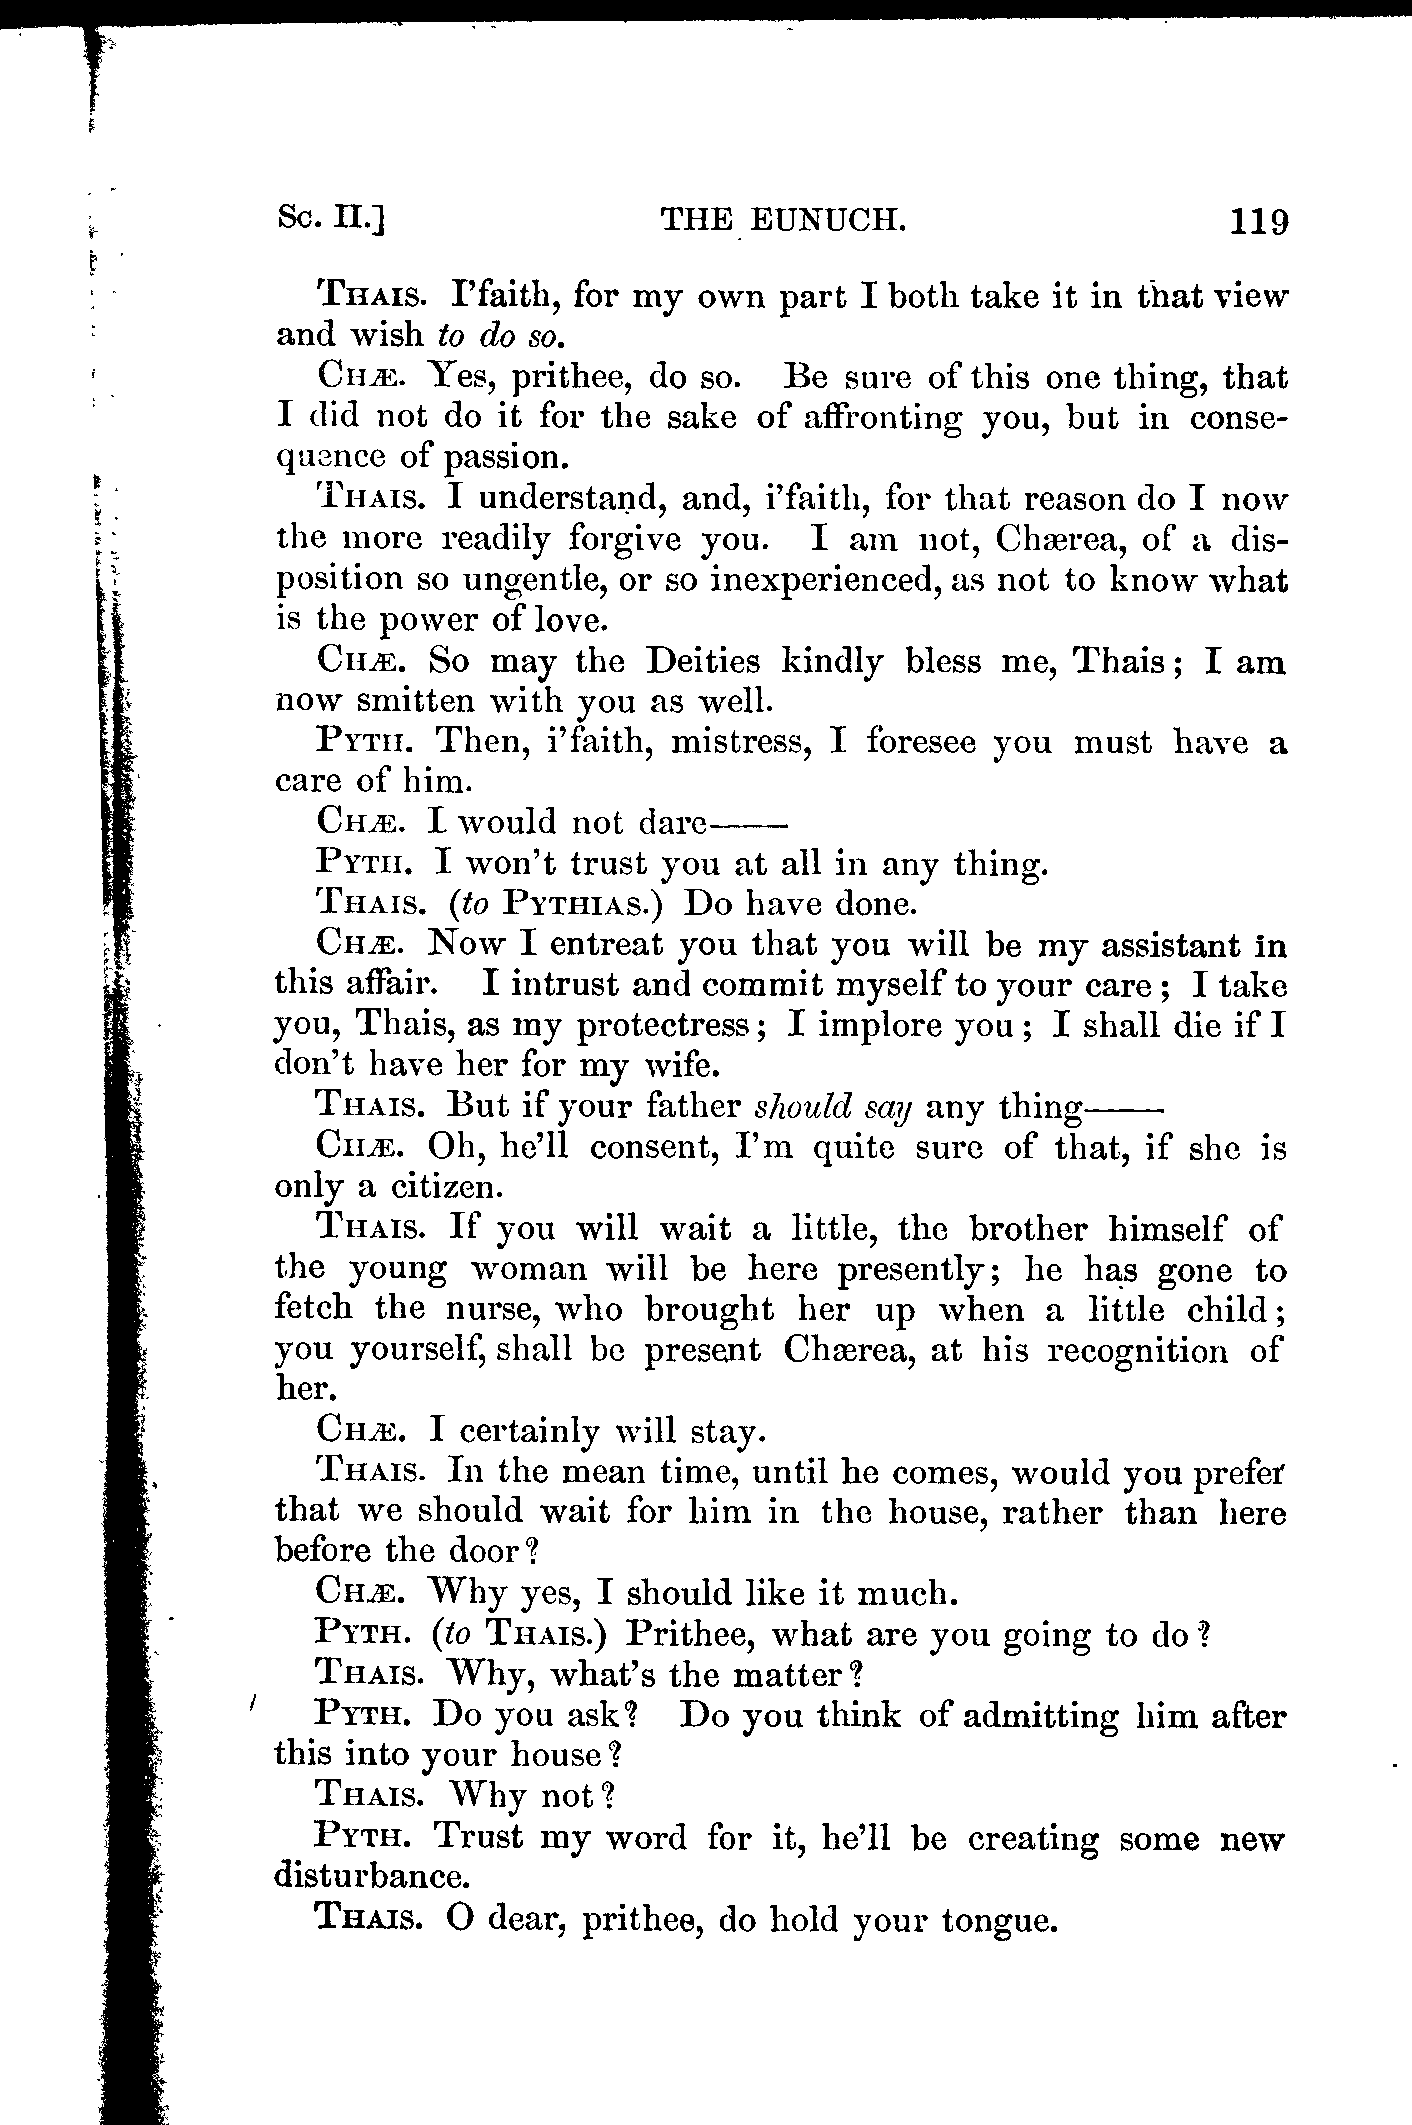 Sc. II.] THE EUNUCH. 119
THAIS. I'faith, for my own part I both take it in that view
and wish to do so.
CHÆ. Yes, prithee, do so. Be sure of this one thing, that
I did not do it for the sake of affronting you, but in conse-
quence of passion.
THAIS. I understand, and, i'faith, for that reason do I now
the more readily forgive you. I am not, Chærea, of a dis-
position so ungentle, or so inexperienced, as not to know what
is the power of love.
CHÆ. So may the Deities kindly bless me, Thais; I am
now smitten with you as well.
PYTH. Then, i'faith, mistress, I foresee you must have a
care of him.
CHÆ. I would not dare——
PYTH. I won't trust you at all in any thing.
THAIS. (to PYTHIAS.) Do have done.
CHÆ. Now I entreat you that you will be my assistant in
this affair. I intrust and commit myself to your care; I take
you, Thais, as my protectress; I implore you; I shall die if I
don't have her for my wife.
THAIS. But if your father should say any thing——
CHÆ. Oh, he'll consent, I'm quite sure of that, if she is
only a citizen.
THAIS. If you will wait a little, the brother himself of
the young woman will be here presently; he has gone to
fetch the nurse, who brought her up when a little child;
you yourself, shall be present Chærea, at his recognition of
her.
CHÆ. I certainly will stay.
THAIS. In the mean time, until he comes, would you prefer
that we should wait for him in the house, rather than here
before the door?
CHÆ. Why yes, I should like it much.
PYTH. (to THAIS.) Prithee, what are you going to do?
THAIS. Why, what's the matter?
PYTH. Do you ask? Do you think of admitting him after
this into your house?
THAIS. Why not?
PYTH. Trust my word for it, he'll be creating some new
disturbance.
THAIS. O dear, prithee, do hold your tongue.